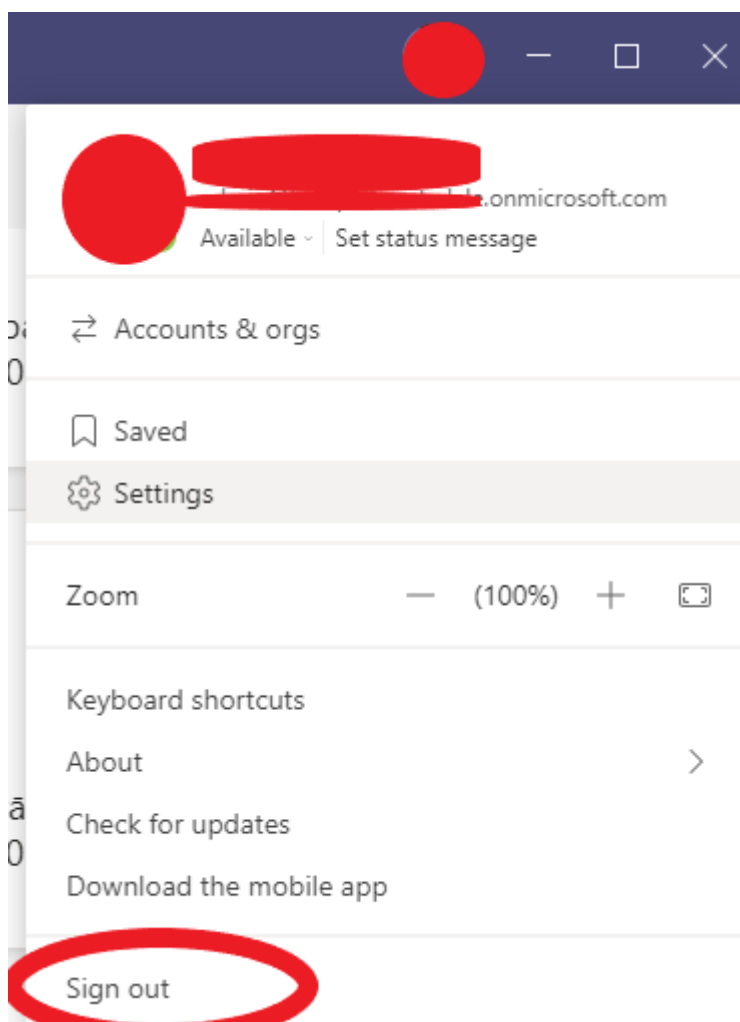 .onmicrosoft.com
Available
Set status message
Accounts & orgs
Saved
Settings
Zoom
(100%)
Keyboard shortcuts
About
Check for updates
Download the mobile app
Sign out